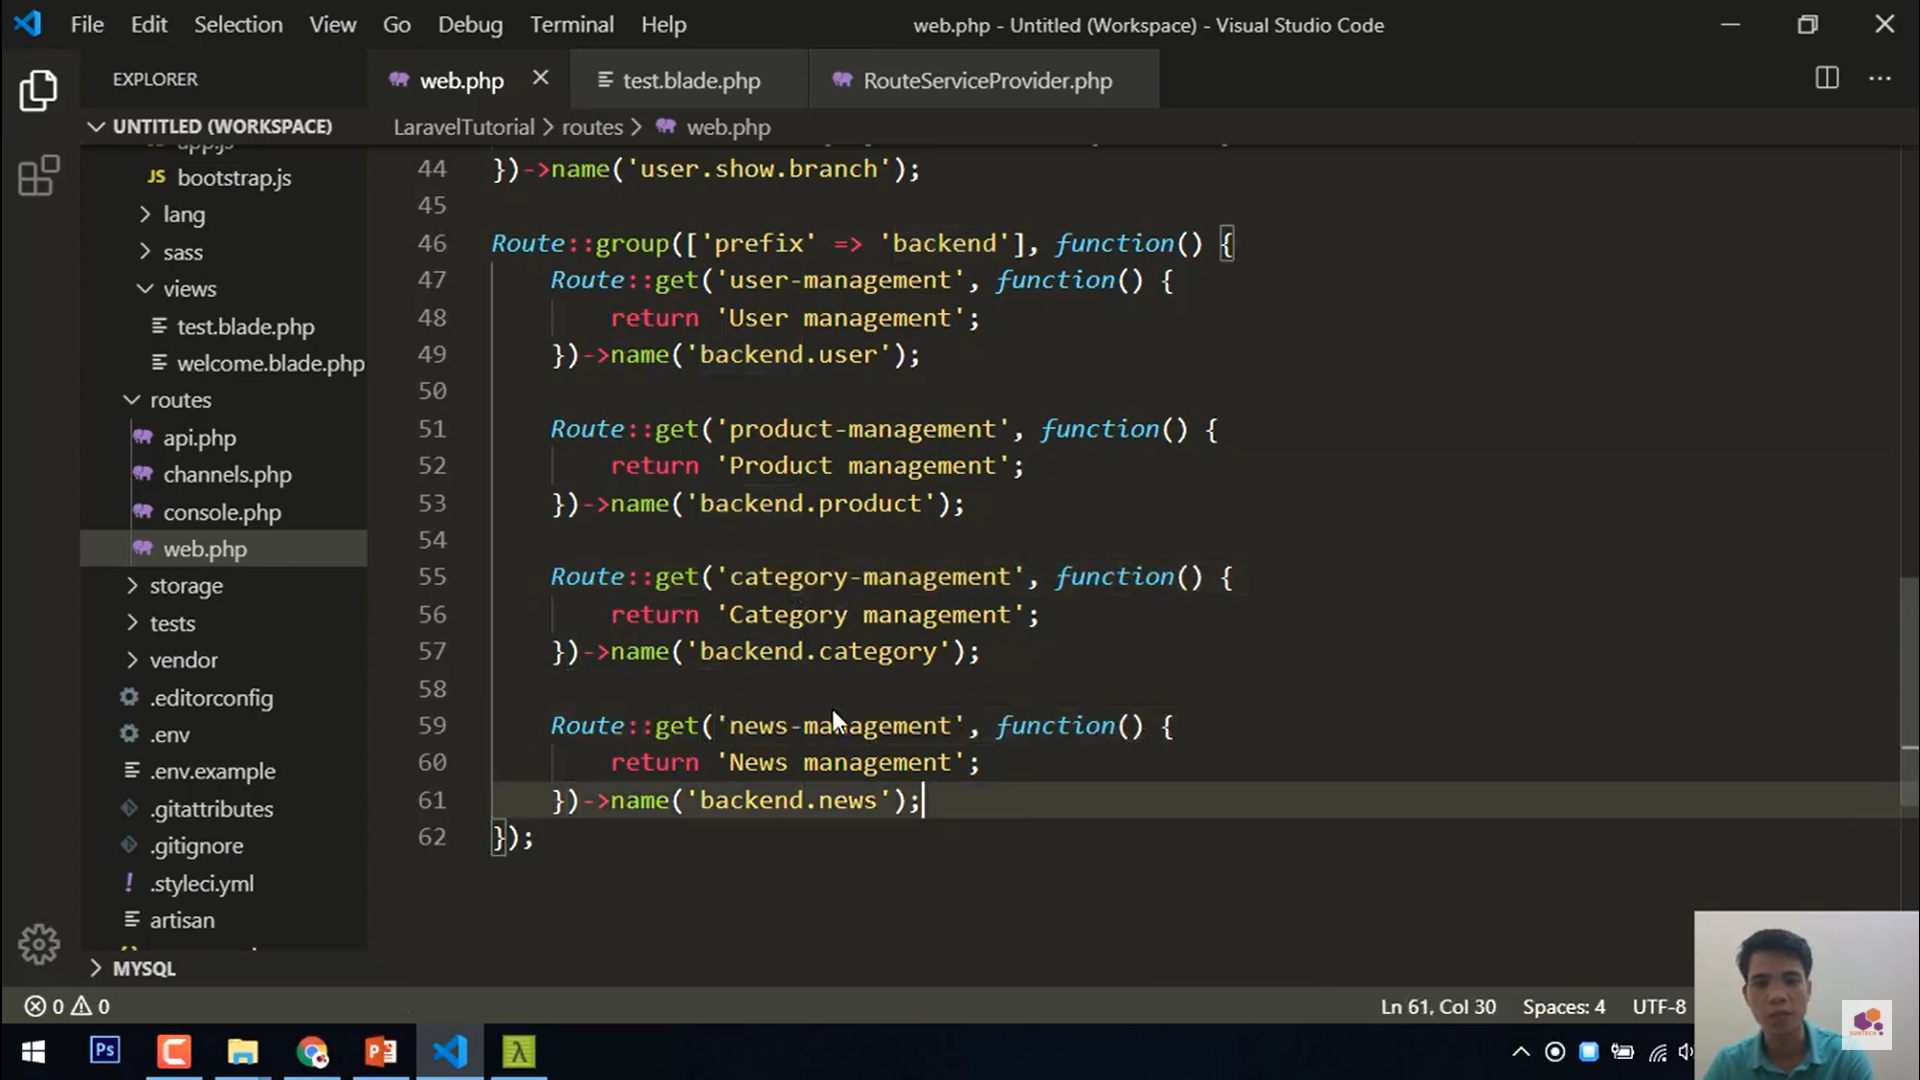 File Edit Selection View Go Debug Terminal Help
web.php - Untitled (Workspace) - Visual Studio Code
EXPLORER
web.php
test.blade.php
RouteServiceProvider.php
UNTITLED (WORKSPACE)
LaravelTutorial > routes > web.php
app.js
bootstrap.js
lang
sass
views
test.blade.php
welcome.blade.php
routes
api.php
channels.php
console.php
web.php
storage
tests
vendor
.editorconfig
.env
.env.example
.gitattributes
.gitignore
.styleci.yml
artisan
MYSQL
44 })->name('user.show.branch');
45
46 Route::group(['prefix' => 'backend'], function() {
47 Route::get('user-management', function() {
48 return 'User management';
49 })->name('backend.user');
50
51 Route::get('product-management', function() {
52 return 'Product management';
53 })->name('backend.product');
54
55 Route::get('category-management', function() {
56 return 'Category management';
57 })->name('backend.category');
58
59 Route::get('news-management', function() {
60 return 'News management';
61 })->name('backend.news');
62 });
0 0
Ln 61, Col 30 Spaces: 4 UTF-8
Ps
SUNTECH